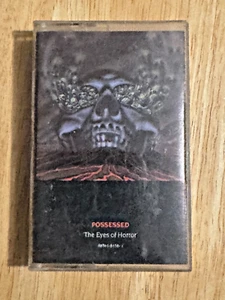 POSSESSED
The Eyes of Horror